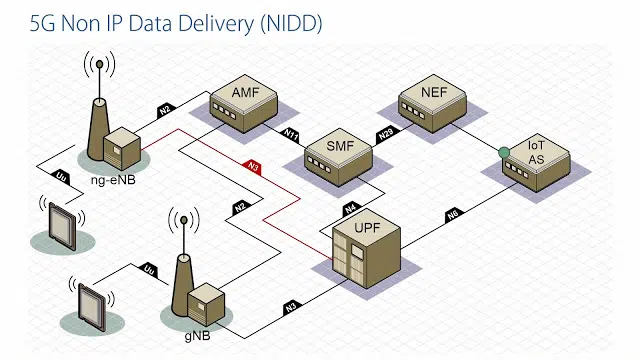 5G Non IP Data Delivery (NIDD)
AMF
NEF
N2
N11
N29
SMF
IoT
AS
ng-eNB
N3
Uu
N2
N4
UPF
N6
Uu
gNB
N3